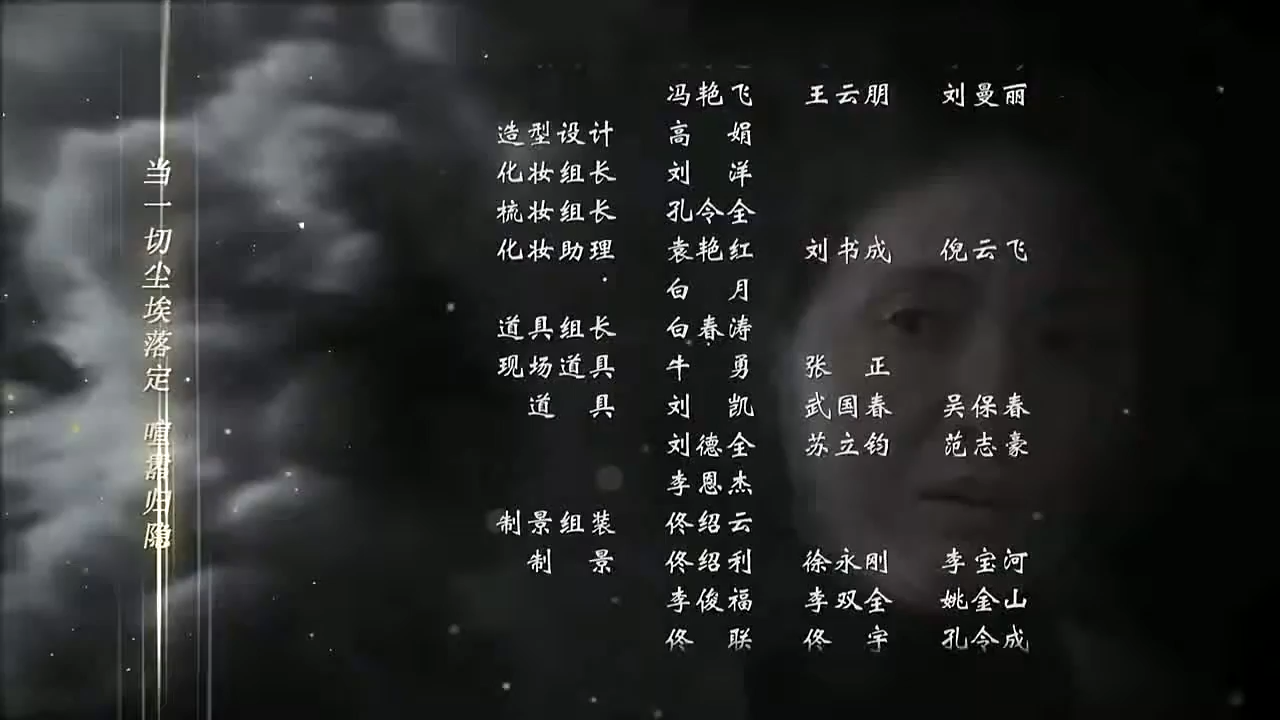 当一切尘埃落定 喧嚣归隐
冯艳飞 王云朋 刘曼丽
造型设计 高娟
化妆组长 刘洋
梳妆组长 孔令全
化妆助理 袁艳红 刘书成 倪云飞
白月
道具组长 白春涛
现场道具 牛勇 张正
道具 刘凯 武国春 吴保春
刘德全 苏立钧 范志豪
李恩杰
制景组装 佟绍云
制景 佟绍利 徐永刚 李宝河
李俊福 李双全 姚金山
佟联 佟宇 孔令成